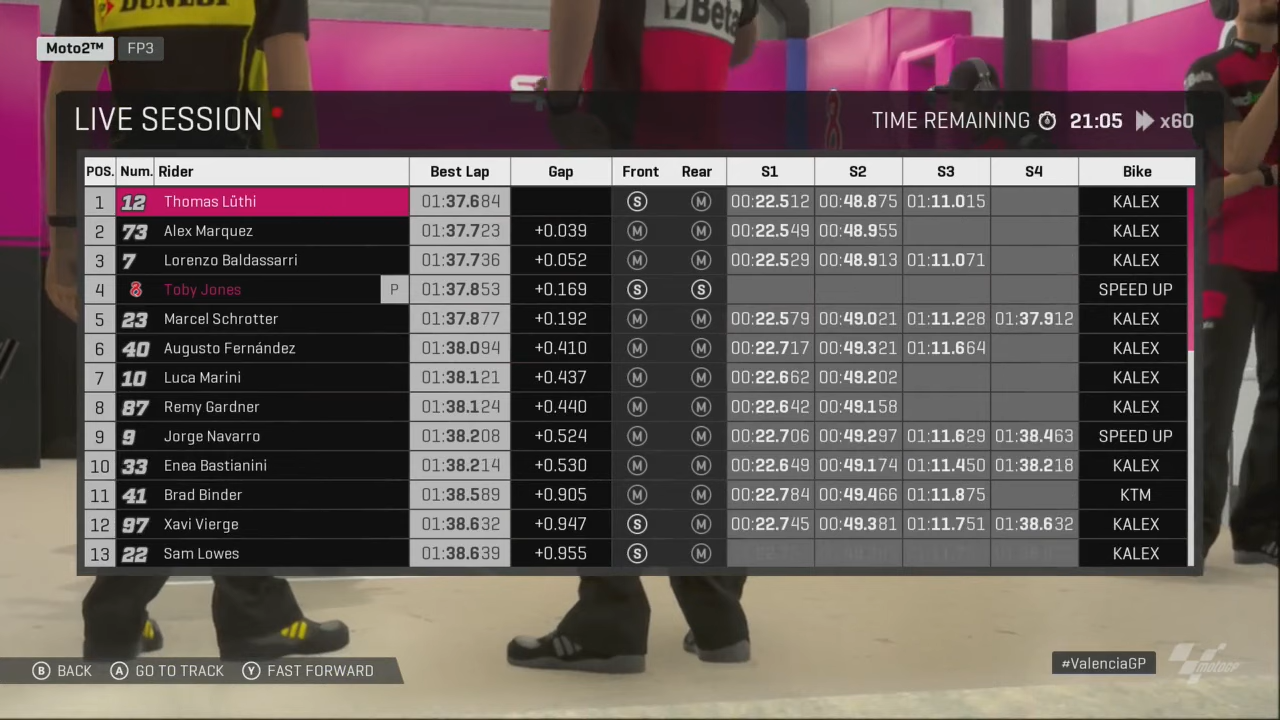 DUNLOP
Beta
Moto2™ FP3
LIVE SESSION
TIME REMAINING 21:05 x60
POS. Num. Rider Best Lap Gap Front Rear S1 S2 S3 S4 Bike
1 12 Thomas Lüthi 01:37.684 S M 00:22.512 00:48.875 01:11.015 KALEX
2 73 Alex Marquez 01:37.723 +0.039 M M 00:22.549 00:48.955 KALEX
3 7 Lorenzo Baldassarri 01:37.736 +0.052 M M 00:22.529 00:48.913 01:11.071 KALEX
4 8 Toby Jones P 01:37.853 +0.169 S S SPEED UP
5 23 Marcel Schrotter 01:37.877 +0.192 M M 00:22.579 00:49.021 01:11.228 01:37.912 KALEX
6 40 Augusto Fernández 01:38.094 +0.410 M M 00:22.717 00:49.321 01:11.664 KALEX
7 10 Luca Marini 01:38.121 +0.437 M M 00:22.662 00:49.202 KALEX
8 87 Remy Gardner 01:38.124 +0.440 M M 00:22.642 00:49.158 KALEX
9 9 Jorge Navarro 01:38.208 +0.524 M M 00:22.706 00:49.297 01:11.629 01:38.463 SPEED UP
10 33 Enea Bastianini 01:38.214 +0.530 M M 00:22.649 00:49.174 01:11.450 01:38.218 KALEX
11 41 Brad Binder 01:38.589 +0.905 M M 00:22.784 00:49.466 01:11.875 KTM
12 97 Xavi Vierge 01:38.632 +0.947 S M 00:22.745 00:49.381 01:11.751 01:38.632 KALEX
13 22 Sam Lowes 01:38.639 +0.955 S M KALEX
B BACK A GO TO TRACK Y FAST FORWARD
#ValenciaGP
motoGP